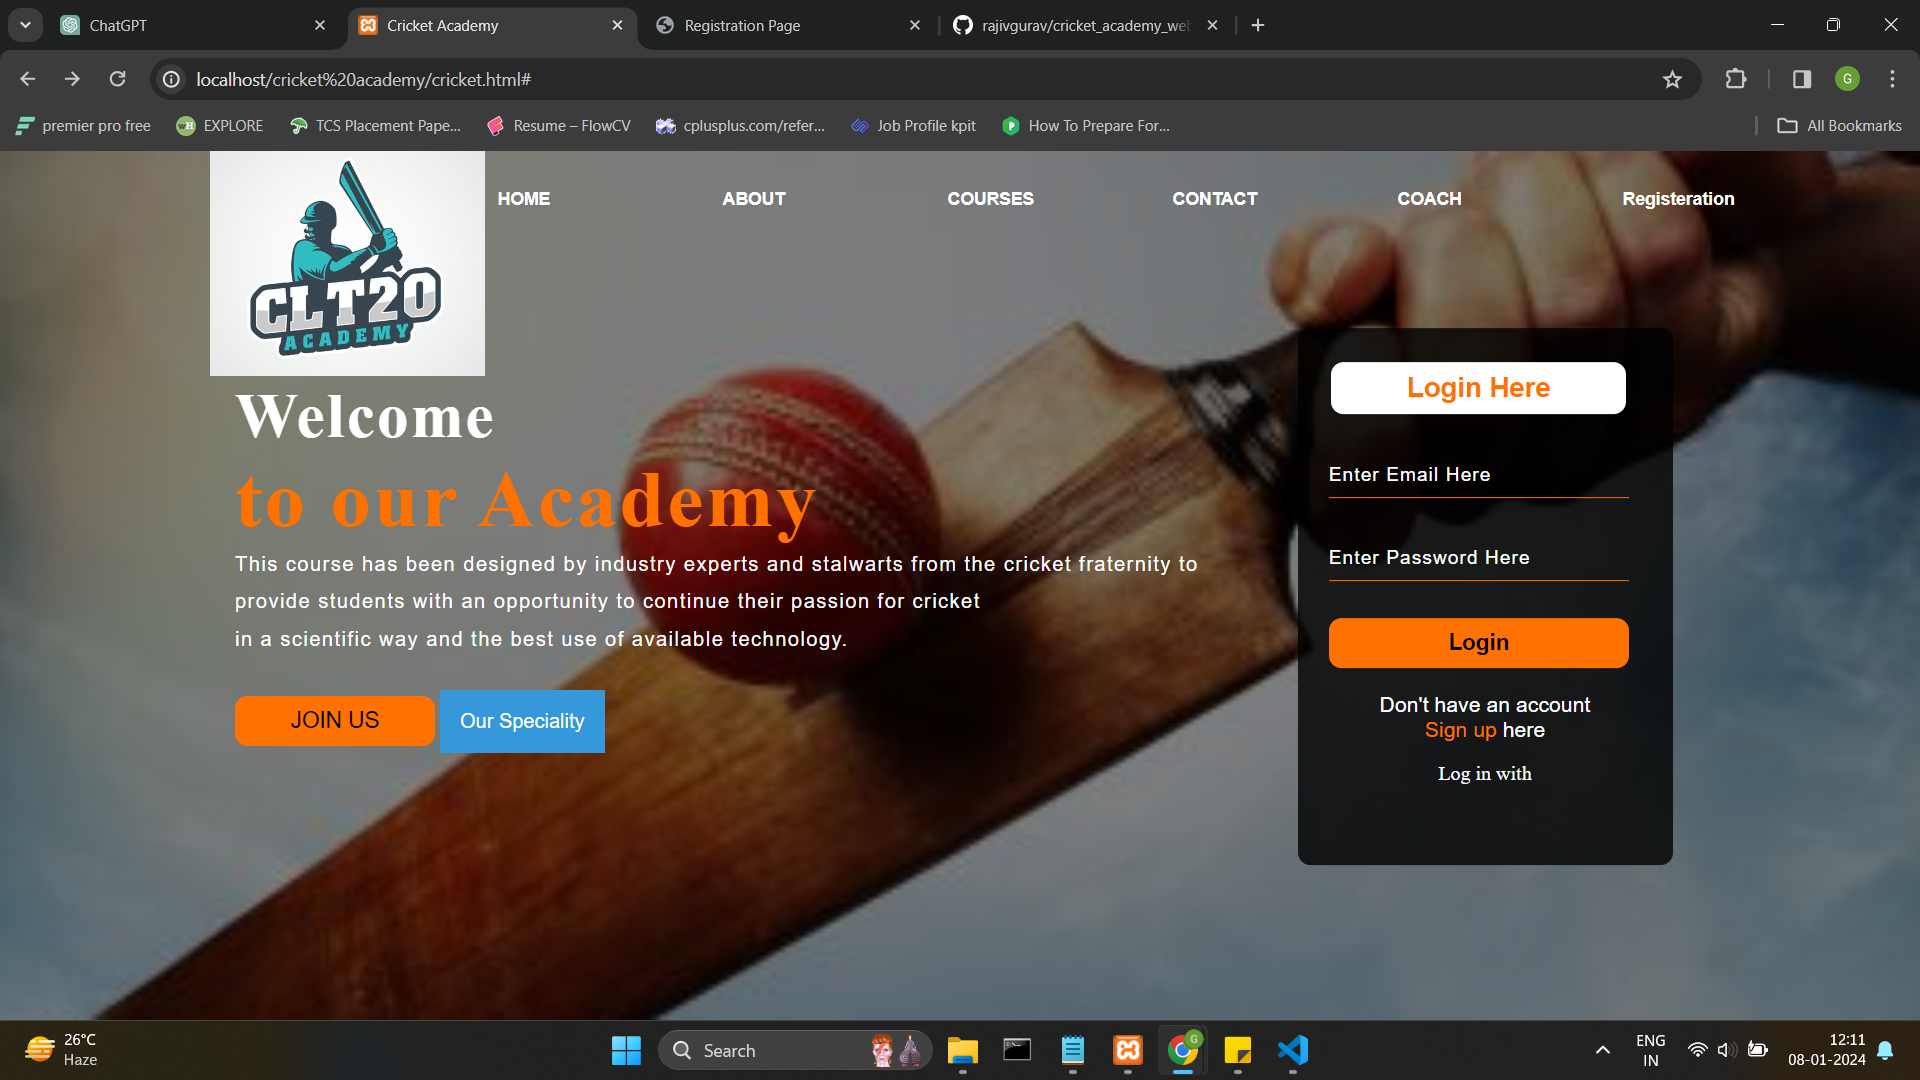 ChatGPT
Cricket Academy
Registration Page
rajivgurav/cricket_academy_we
localhost/cricket%20academy/cricket.html#
G
premier pro free
WH EXPLORE
TCS Placement Pape...
Resume – FlowCV
cplusplus.com/refer...
Job Profile kpit
How To Prepare For...
All Bookmarks
CLT20
ACADEMY
HOME
ABOUT
COURSES
CONTACT
COACH
Registeration
Welcome
to our Academy
This course has been designed by industry experts and stalwarts from the cricket fraternity to
provide students with an opportunity to continue their passion for cricket
in a scientific way and the best use of available technology.
JOIN US
Our Speciality
Login Here
Enter Email Here
Enter Password Here
Login
Don't have an account
Sign up here
Log in with
26°C
Haze
Search
G
ENG
IN
12:11
08-01-2024